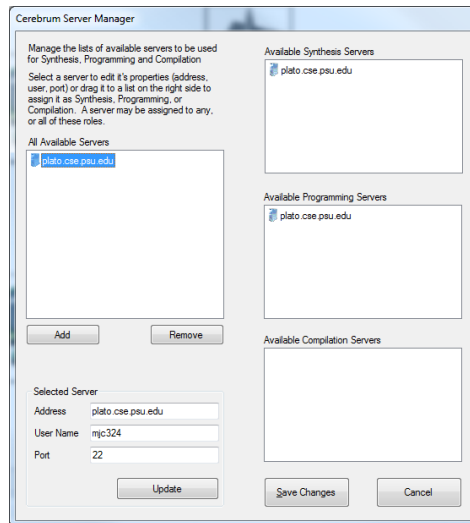 Cerebrum Server Manager
Manage the lists of available servers to be used
for Synthesis, Programming and Compilation
Select a server to edit it's properties (address,
user, port) or drag it to a list on the right side to
assign it as Synthesis, Programming, or
Compilation. A server may be assigned to any,
or all of these roles.
All Available Servers
plato.cse.psu.edu
Add
Remove
Selected Server
Address
plato.cse.psu.edu
User Name
mjc324
Port
22
Update
Available Synthesis Servers
plato.cse.psu.edu
Available Programming Servers
plato.cse.psu.edu
Available Compilation Servers
Save Changes
Cancel